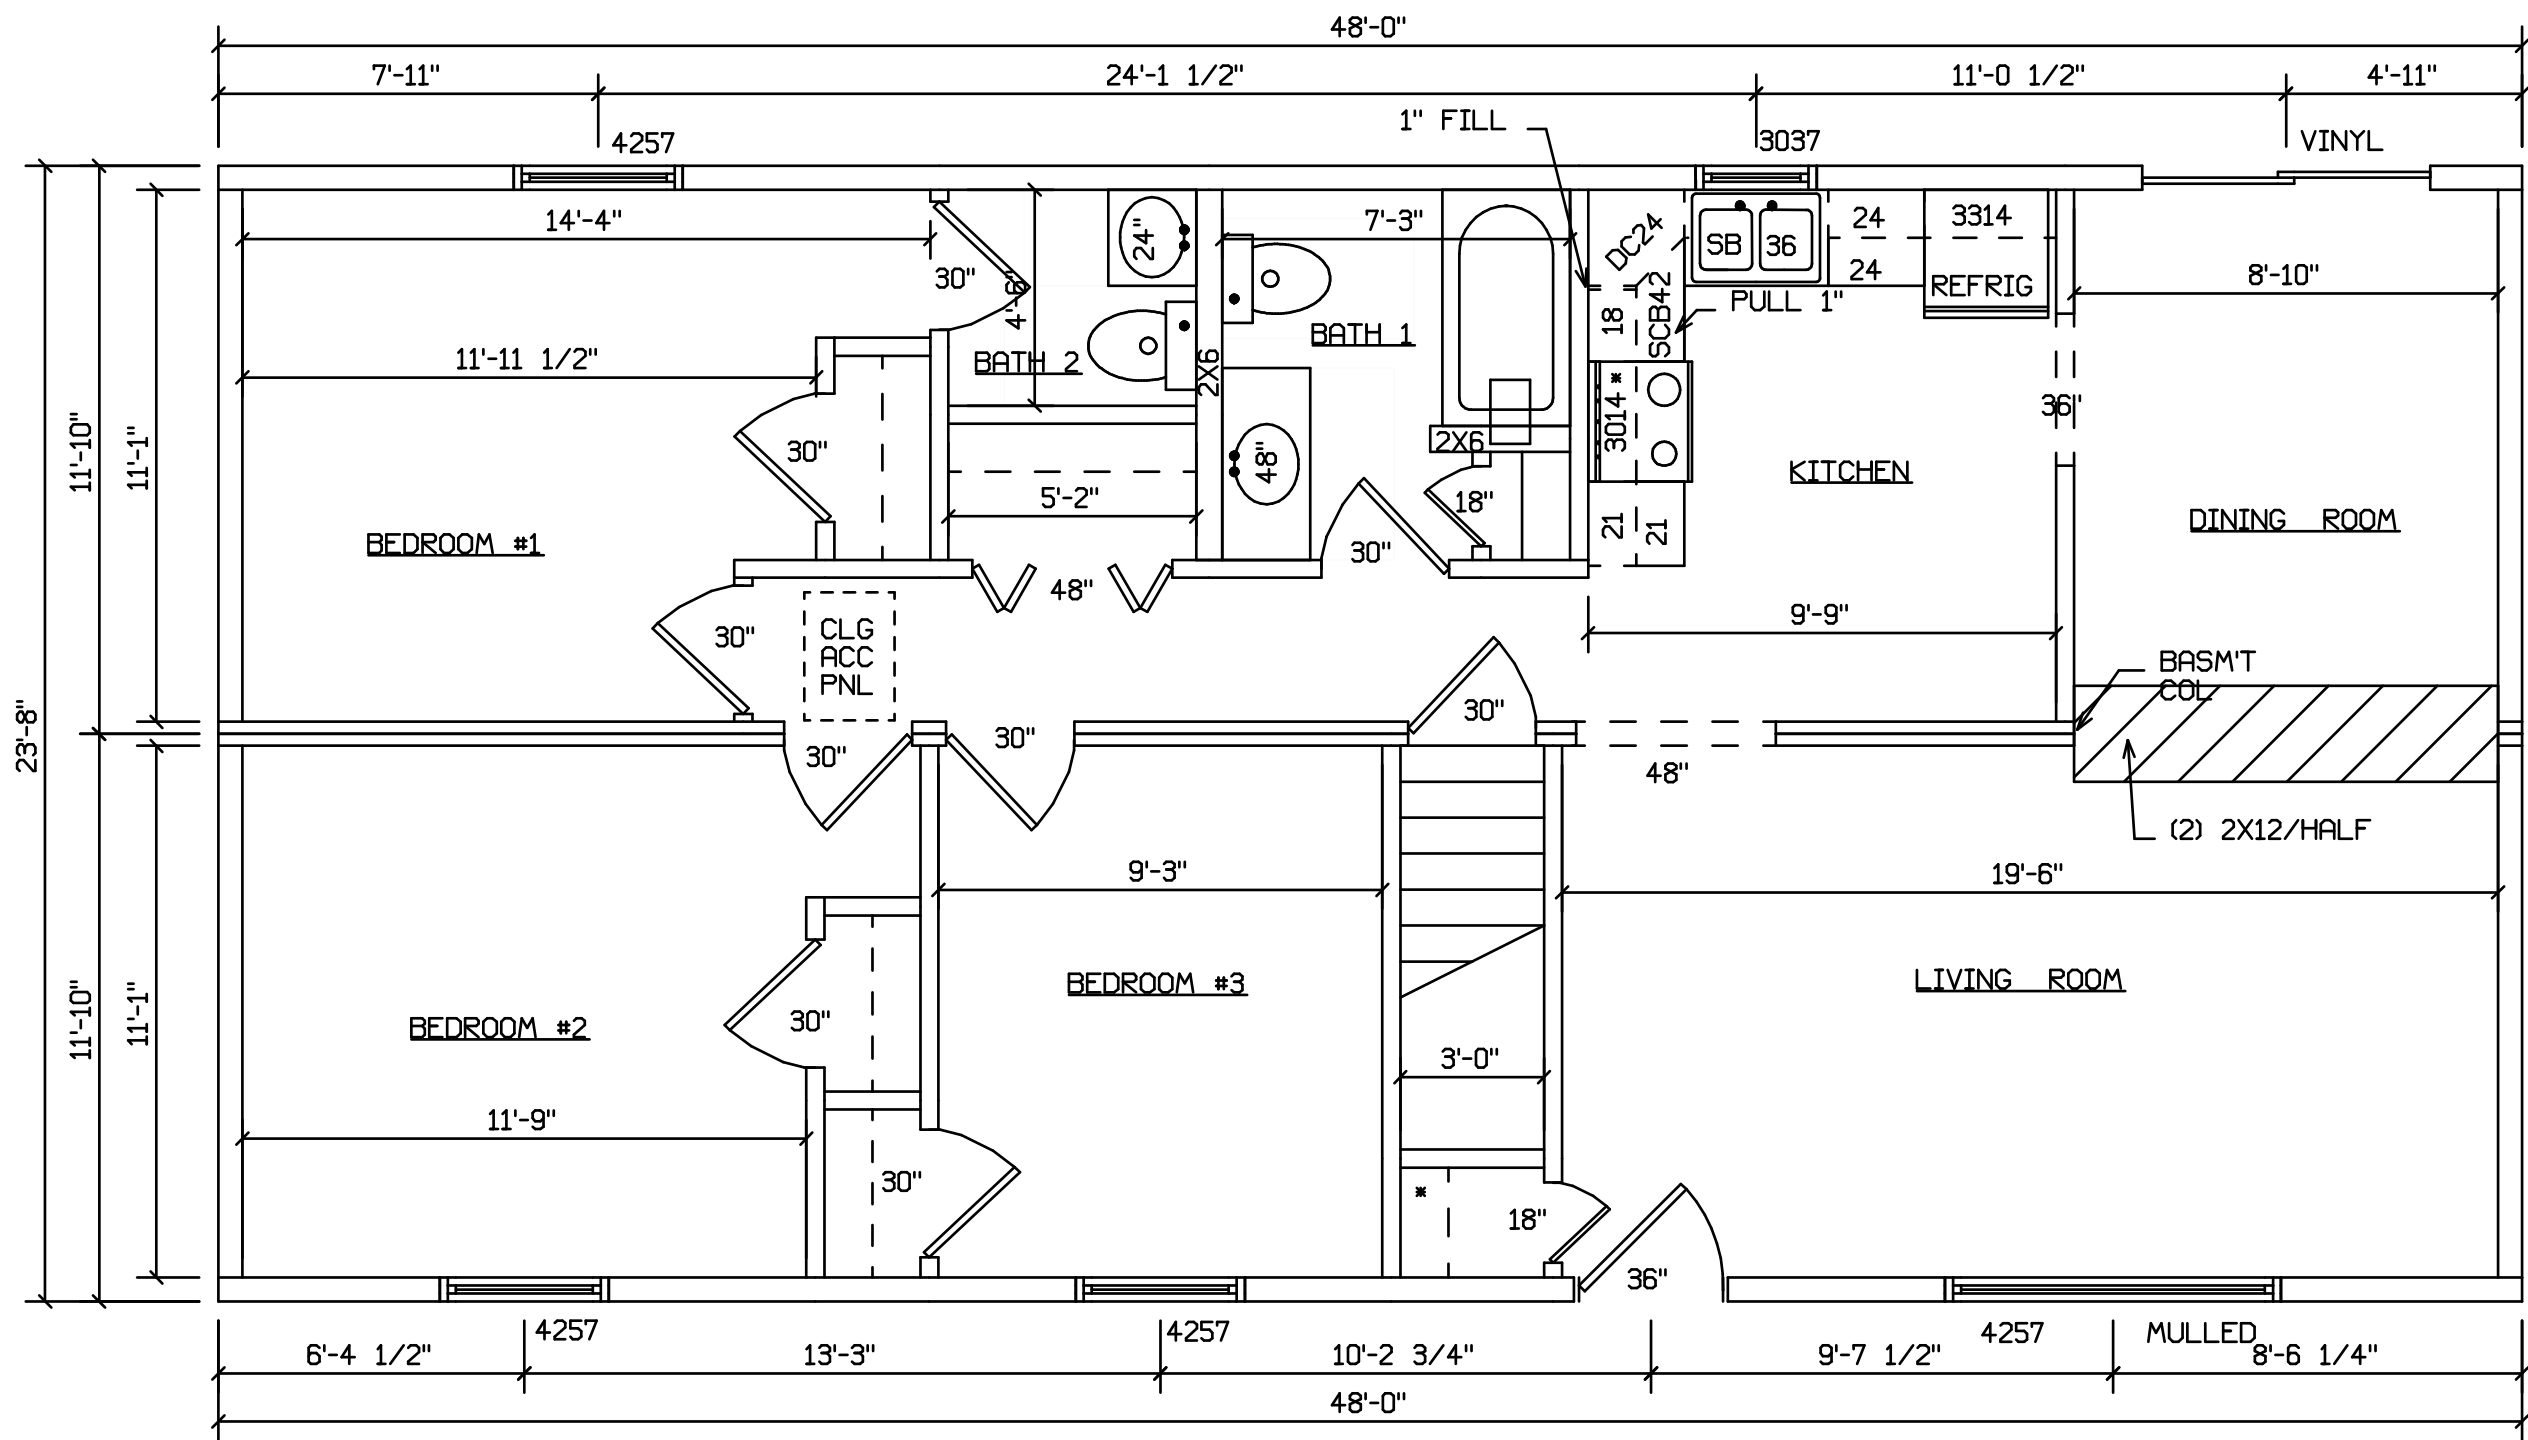 48'-0"
7'-11"
24'-1 1/2"
11'-0 1/2"
4'-11"
4257
1" FILL
3037
VINYL
14'-4"
30"
4'-6"
24"
7'-3"
DC24
SB
36
24
24
3314
REFRIG
8'-10"
11'-11 1/2"
BATH 2
2X6
BATH 1
18
SCB42
PULL 1"
36"
11'-10"
11'-1"
30"
48"
2X6
3014 *
KITCHEN
5'-2"
18"
21
21
DINING ROOM
BEDROOM #1
30"
48"
9'-9"
30"
CLG
ACC
PNL
BASM'T
COL
23'-8"
30"
30"
30"
48"
(2) 2X12/HALF
9'-3"
19'-6"
BEDROOM #3
LIVING ROOM
11'-10"
11'-1"
BEDROOM #2
30"
3'-0"
11'-9"
30"
*
18"
36"
4257
4257
4257 MULLED
6'-4 1/2"
13'-3"
10'-2 3/4"
9'-7 1/2"
8'-6 1/4"
48'-0"